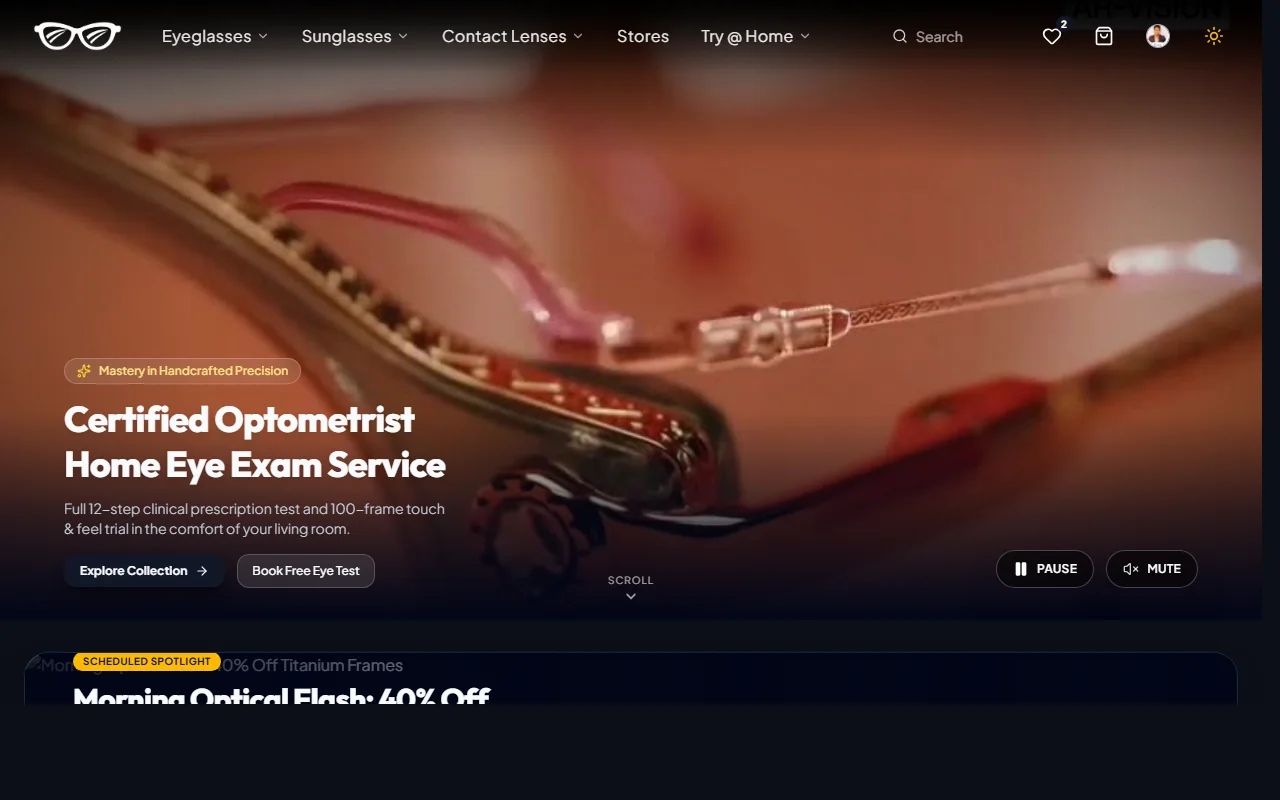 AR-VISION
Eyeglasses
Sunglasses
Contact Lenses
Stores
Try @ Home
Search
2
Mastery in Handcrafted Precision
Certified Optometrist
Home Eye Exam Service
Full 12-step clinical prescription test and 100-frame touch
& feel trial in the comfort of your living room.
Explore Collection
Book Free Eye Test
SCROLL
PAUSE
MUTE
SCHEDULED SPOTLIGHT
0% Off Titanium Frames
Morning Optical Flash: 40% Off